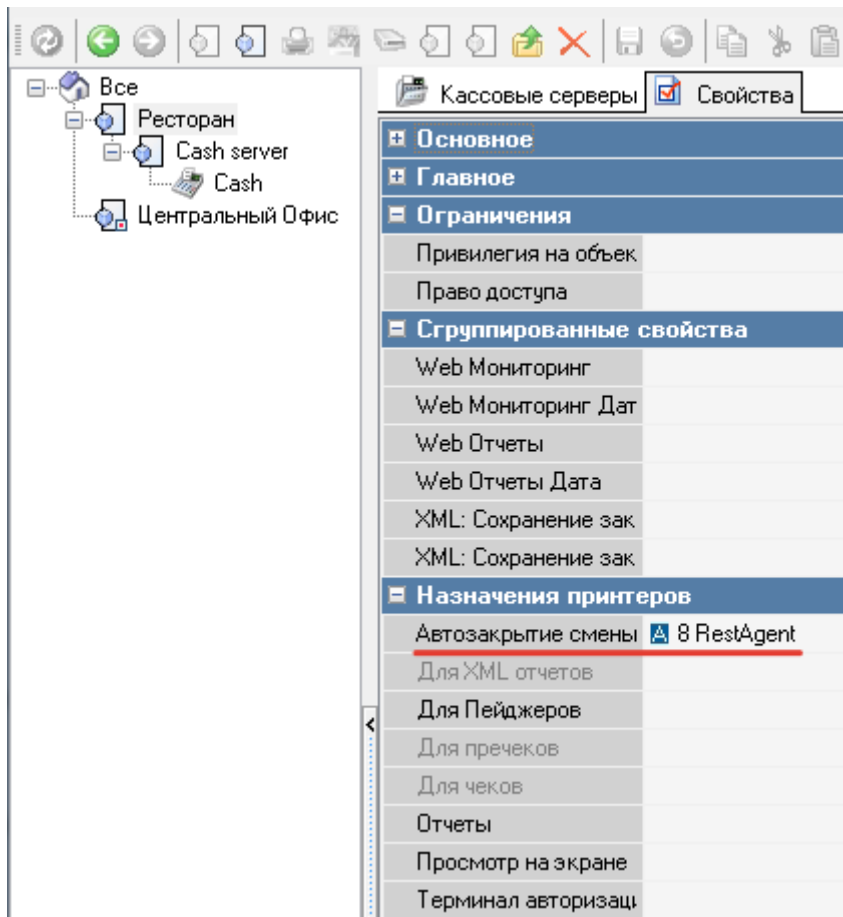 Все
Ресторан
Cash server
Cash
Центральный Офис
Кассовые серверы
Свойства
Основное
Главное
Ограничения
Привилегия на объек
Право доступа
Сгруппированные свойства
Web Мониторинг
Web Мониторинг Дат
Web Отчеты
Web Отчеты Дата
XML: Сохранение зак
XML: Сохранение зак
Назначения принтеров
Автозакрытие смены A 8 RestAgent
Для XML отчетов
Для Пейджеров
Для пречеков
Для чеков
Отчеты
Просмотр на экране
Терминал авторизаци